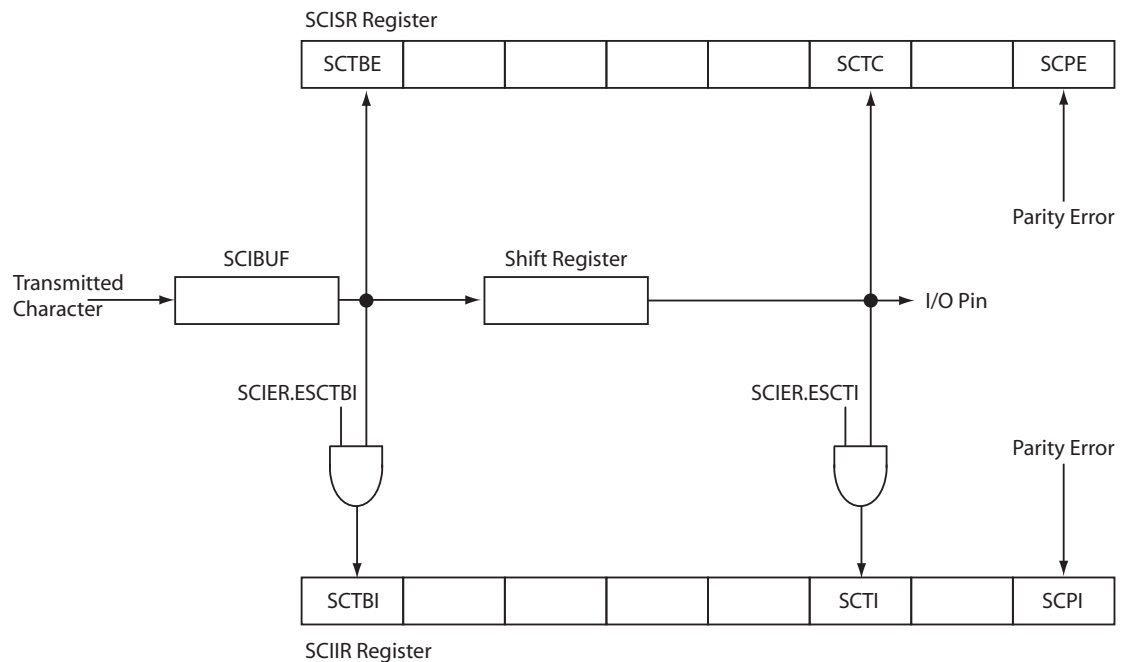 SCISR Register
SCTBE
SCTC
SCPE
Parity Error
SCIBUF
Shift Register
Transmitted
Character
I/O Pin
SCIER.ESCTBI
SCIER.ESCTI
Parity Error
SCTBI
SCTI
SCPI
SCIIR Register